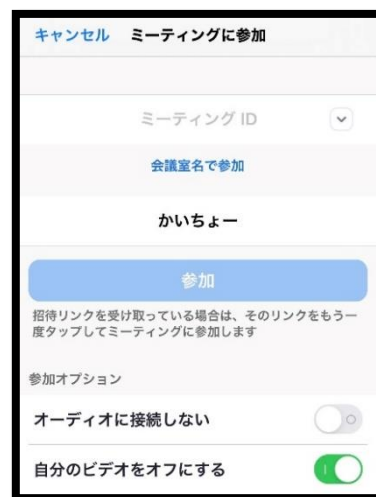 キャンセル ミーティングに参加
ミーティング ID
会議室名で参加
かいちょー
参加
招待リンクを受け取っている場合は、そのリンクをもう一
度タップしてミーティングに参加します
参加オプション
オーディオに接続しない
自分のビデオをオフにする